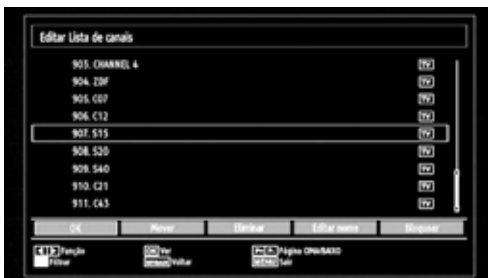 Editar Lista de canais
903. CHANNEL 4 TV
904. ZDF TV
905. C07 TV
906. C12 TV
907. S15 TV
908. S20 TV
909. S40 TV
910. C21 TV
911. C43 TV
OK Mover Eliminar Editar nome Bloquear
Função OK Ver Página CIMA/BAIXO
Filtrar Voltar MENU Sair